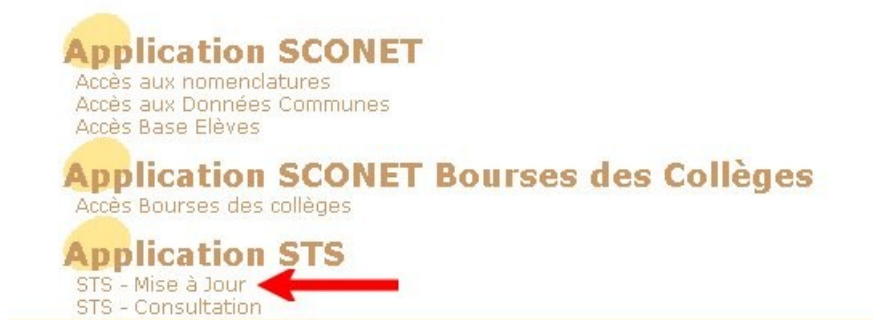 Application SCONET
Accès aux nomenclatures
Accès aux Données Communes
Accès Base Elèves
Application SCONET Bourses des Collèges
Accès Bourses des collèges
Application STS
STS - Mise à Jour
STS - Consultation